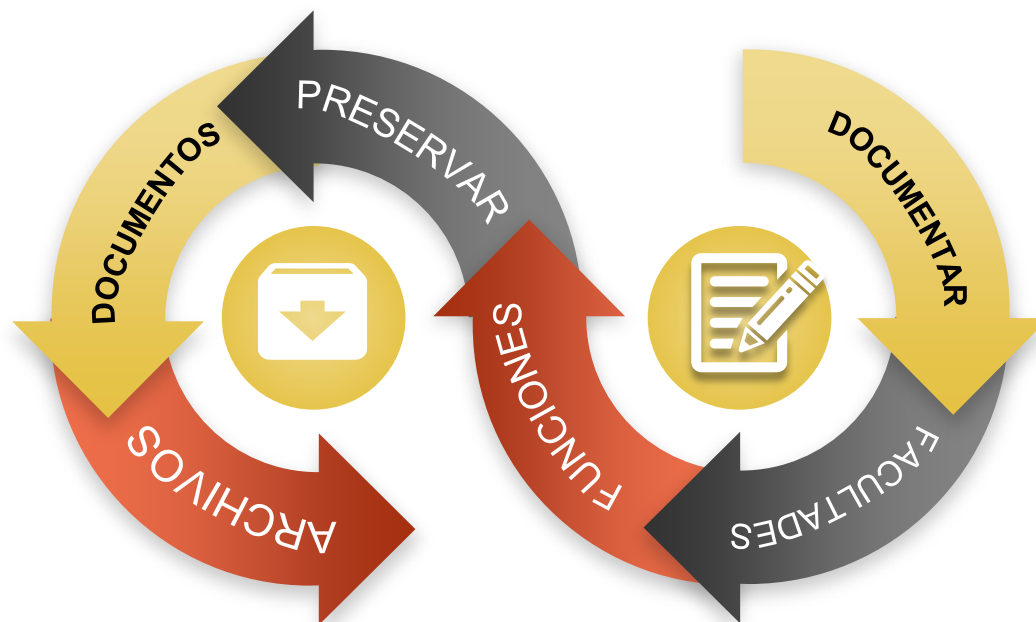 DOCUMENTAR
FACULTADES
FUNCIONES
PRESERVAR
DOCUMENTOS
ARCHIVOS